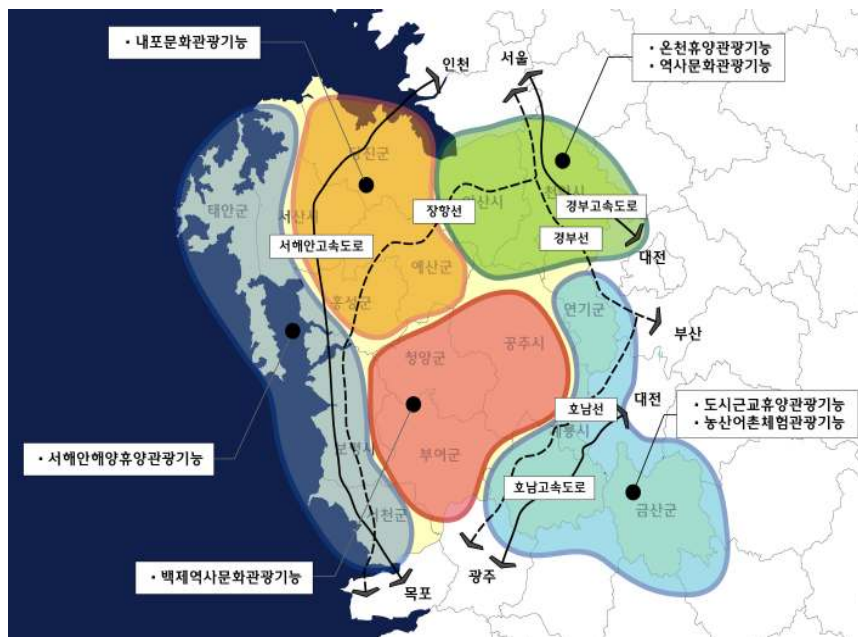 • 내포문화관광기능
인천
서울
• 온천휴양관광기능
• 역사문화관광기능
당진군
태안군
서산시
장항선
아산시
천안시
경부고속도로
서해안고속도로
경부선
대전
예산군
홍성군
연기군
부산
청양군
공주시
대전
• 도시근교휴양관광기능
• 농산어촌체험관광기능
호남선
계룡시
• 서해안해양휴양관광기능
보령시
부여군
호남고속도로
금산군
서천군
• 백제역사문화관광기능
목포
광주